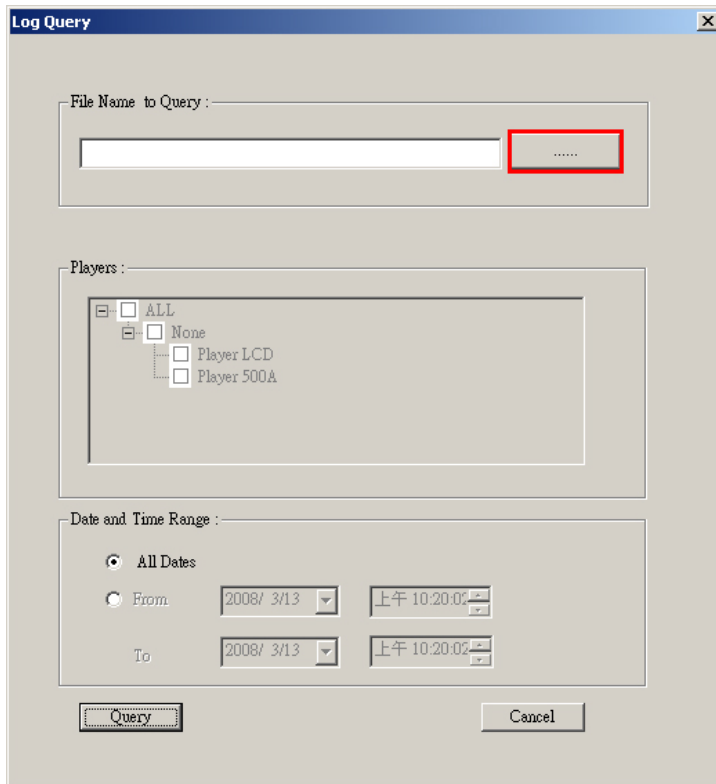 Log Query
File Name to Query :
......
Players :
ALL
None
Player LCD
Player 500A
Date and Time Range :
All Dates
From 2008/ 3/13 上午 10:20:02
To 2008/ 3/13 上午 10:20:02
Query Cancel